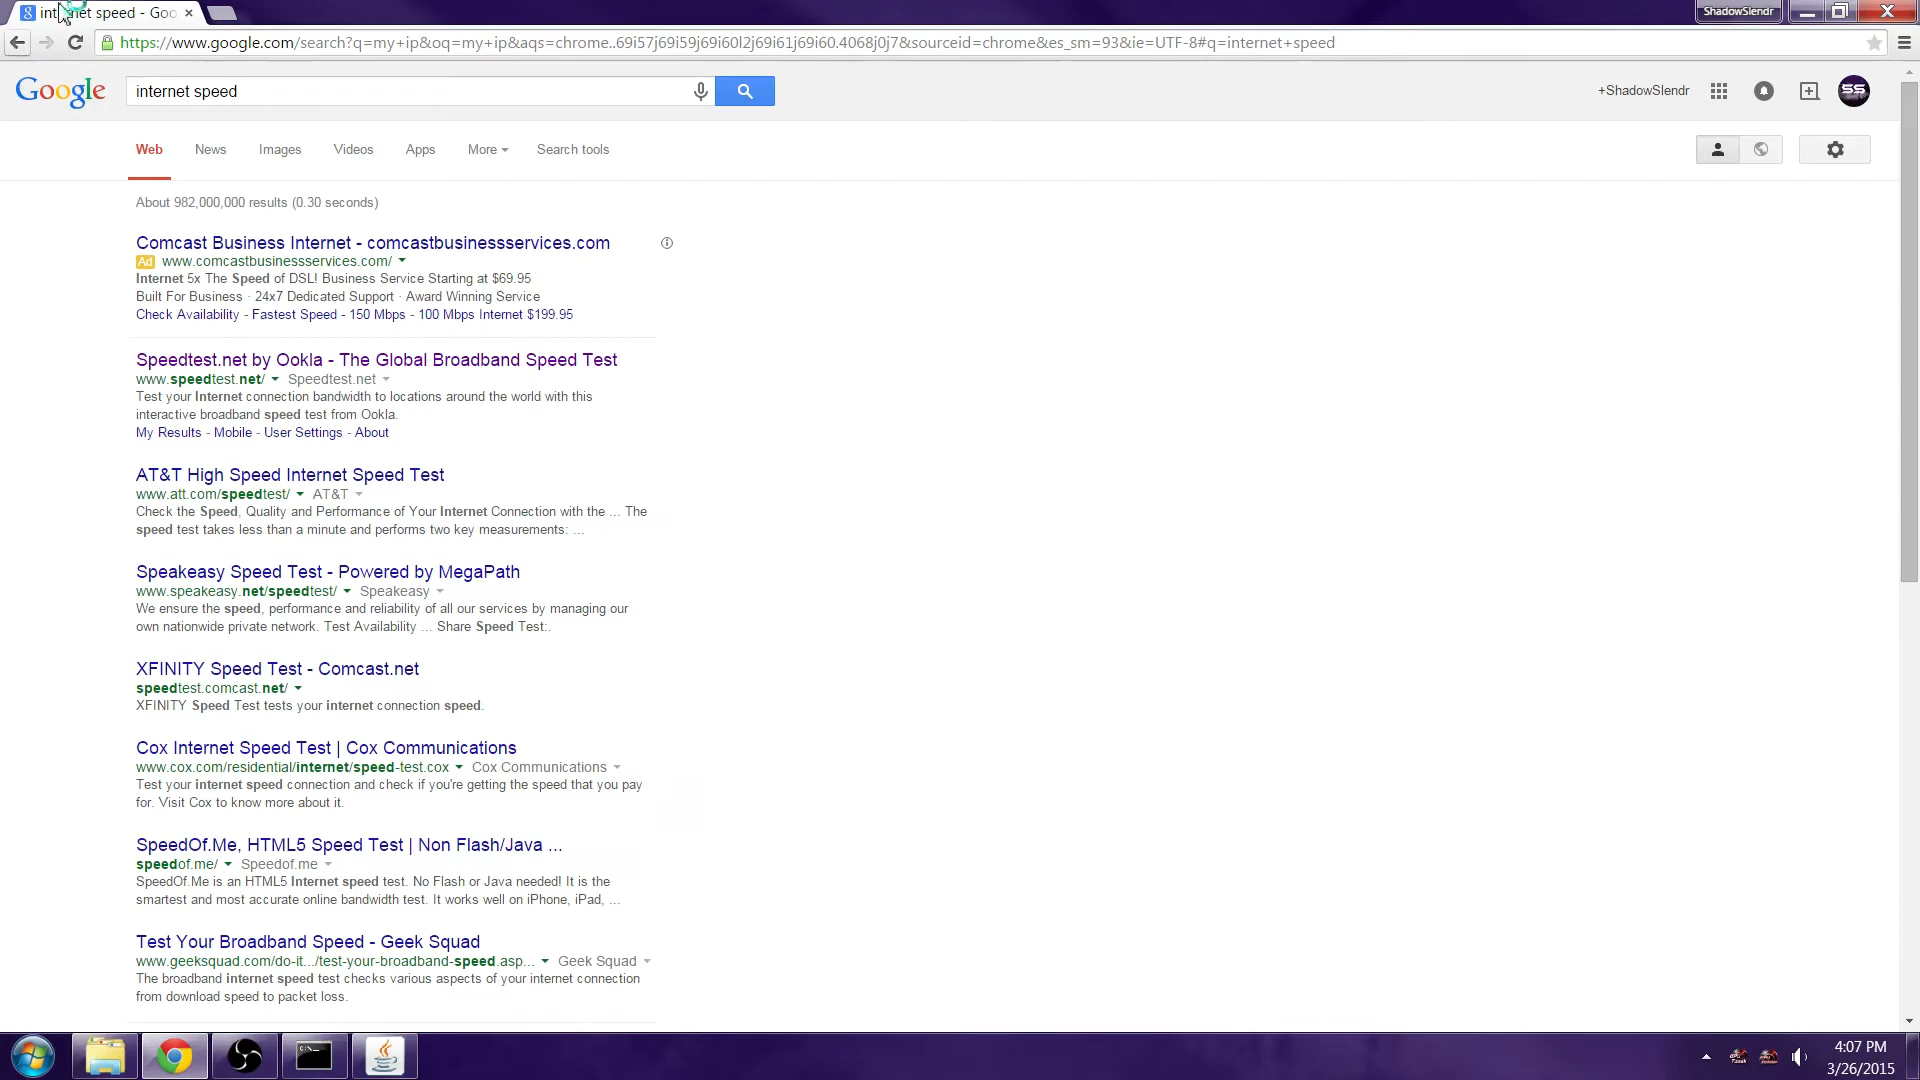 internet speed - Goo
ShadowSlendr
https://www.google.com/search?q=my+ip&oq=my+ip&aqs=chrome..69i57j69i59j69i60l2j69i61j69i60.4068j0j7&sourceid=chrome&es_sm=93&ie=UTF-8#q=internet+speed
Google
internet speed
+ShadowSlendr
SS
Web News Images Videos Apps More Search tools
About 982,000,000 results (0.30 seconds)
Comcast Business Internet - comcastbusinessservices.com
Ad www.comcastbusinessservices.com/
Internet 5x The Speed of DSL! Business Service Starting at $69.95
Built For Business · 24x7 Dedicated Support · Award Winning Service
Check Availability - Fastest Speed - 150 Mbps - 100 Mbps Internet $199.95
Speedtest.net by Ookla - The Global Broadband Speed Test
www.speedtest.net/ Speedtest.net
Test your Internet connection bandwidth to locations around the world with this
interactive broadband speed test from Ookla.
My Results - Mobile - User Settings - About
AT&T High Speed Internet Speed Test
www.att.com/speedtest/ AT&T
Check the Speed, Quality and Performance of Your Internet Connection with the ... The
speed test takes less than a minute and performs two key measurements: ...
Speakeasy Speed Test - Powered by MegaPath
www.speakeasy.net/speedtest/ Speakeasy
We ensure the speed, performance and reliability of all our services by managing our
own nationwide private network. Test Availability ... Share Speed Test:.
XFINITY Speed Test - Comcast.net
speedtest.comcast.net/
XFINITY Speed Test tests your internet connection speed.
Cox Internet Speed Test | Cox Communications
www.cox.com/residential/internet/speed-test.cox Cox Communications
Test your internet speed connection and check if you're getting the speed that you pay
for. Visit Cox to know more about it.
SpeedOf.Me, HTML5 Speed Test | Non Flash/Java ...
speedof.me/ Speedof.me
SpeedOf.Me is an HTML5 Internet speed test. No Flash or Java needed! It is the
smartest and most accurate online bandwidth test. It works well on iPhone, iPad, ...
Test Your Broadband Speed - Geek Squad
www.geeksquad.com/do-it.../test-your-broadband-speed.asp... Geek Squad
The broadband internet speed test checks various aspects of your internet connection
from download speed to packet loss.
4:07 PM
3/26/2015